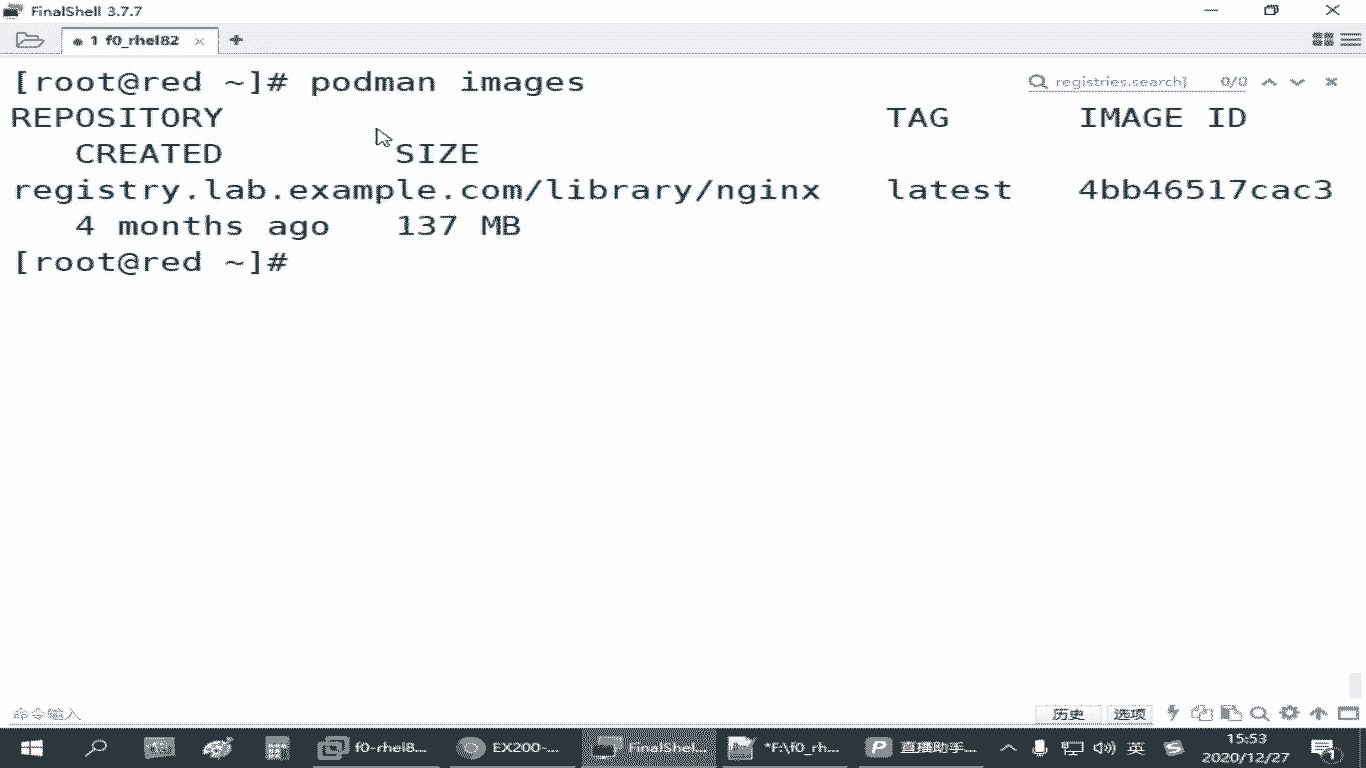 FinalShell 3.7.7
1 f0_rhel82
[root@red ~]# podman images
registries.search] 0/0
REPOSITORY TAG IMAGE ID
CREATED SIZE
registry.lab.example.com/library/nginx latest 4bb46517cac3
4 months ago 137 MB
[root@red ~]#
命令输入
历史 选项
f0-rhel8... EX200-... FinalShel... *F:\f0_rh... 直播助手... 英 15:53
2020/12/27